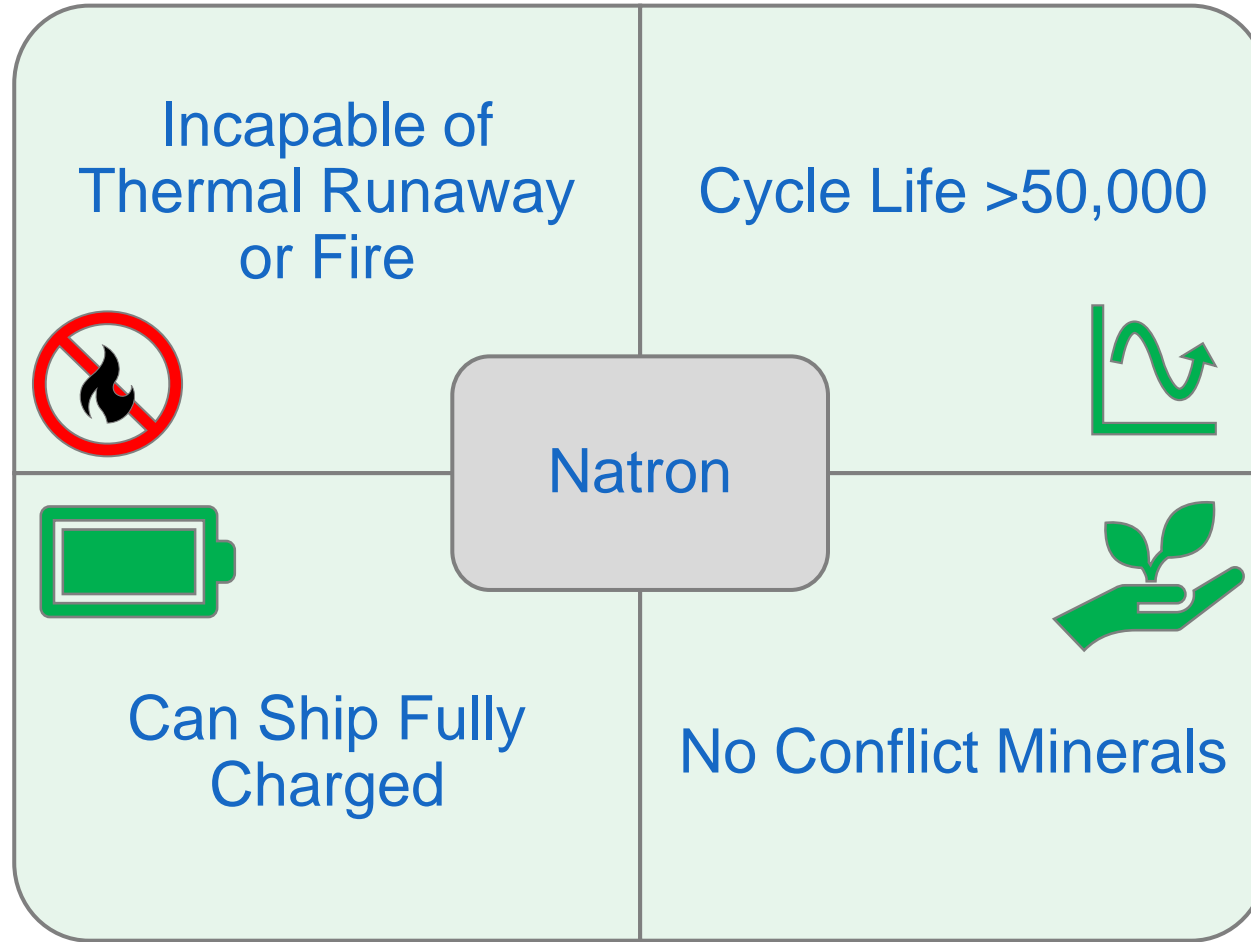 Incapable of
Thermal Runaway
or Fire
Cycle Life >50,000
Natron
Can Ship Fully
Charged
No Conflict Minerals